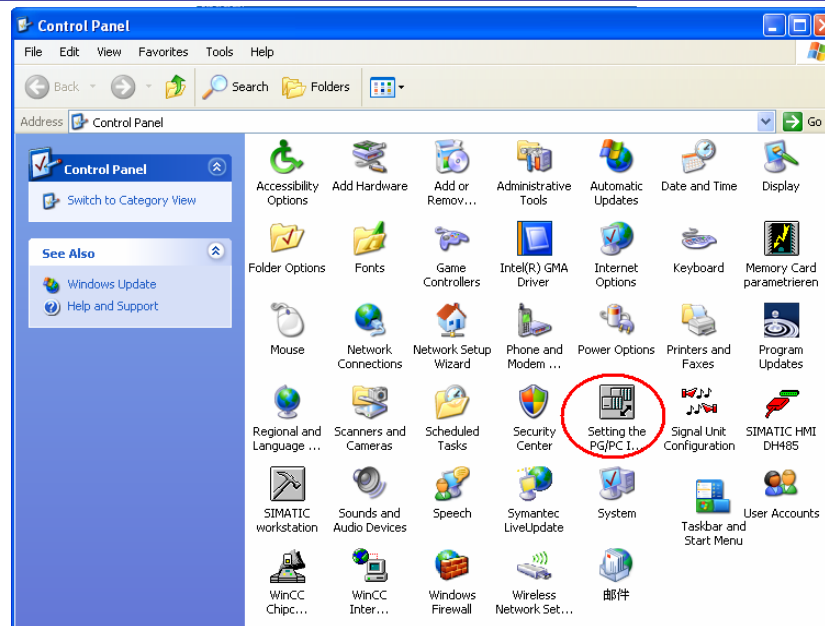 Control Panel
File Edit View Favorites Tools Help
Back Search Folders
Address Control Panel Go
Control Panel
Switch to Category View
See Also
Windows Update
Help and Support
Accessibility Options
Add Hardware
Add or Remov...
Administrative Tools
Automatic Updates
Date and Time
Display
Folder Options
Fonts
Game Controllers
Intel(R) GMA Driver
Internet Options
Keyboard
Memory Card parametrieren
Mouse
Network Connections
Network Setup Wizard
Phone and Modem ...
Power Options
Printers and Faxes
Program Updates
Regional and Language ...
Scanners and Cameras
Scheduled Tasks
Security Center
Setting the PG/PC I...
Signal Unit Configuration
SIMATIC HMI DH485
SIMATIC workstation
Sounds and Audio Devices
Speech
Symantec LiveUpdate
System
Taskbar and Start Menu
User Accounts
WinCC Chipc...
WinCC Inter...
Windows Firewall
Wireless Network Set...
邮件